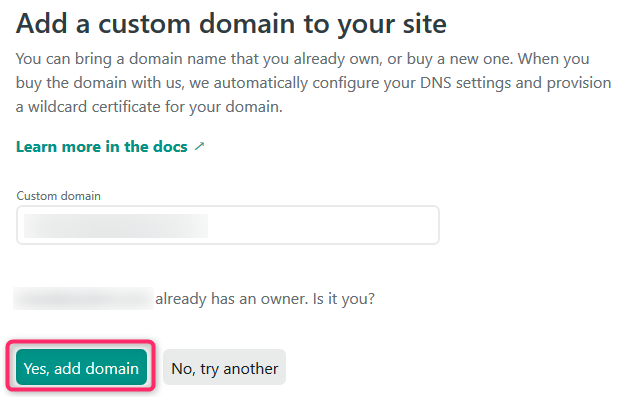 Add a custom domain to your site
You can bring a domain name that you already own, or buy a new one. When you
buy the domain with us, we automatically configure your DNS settings and provision
a wildcard certificate for your domain.
Learn more in the docs ↗
Custom domain
already has an owner. Is it you?
Yes, add domain
No, try another